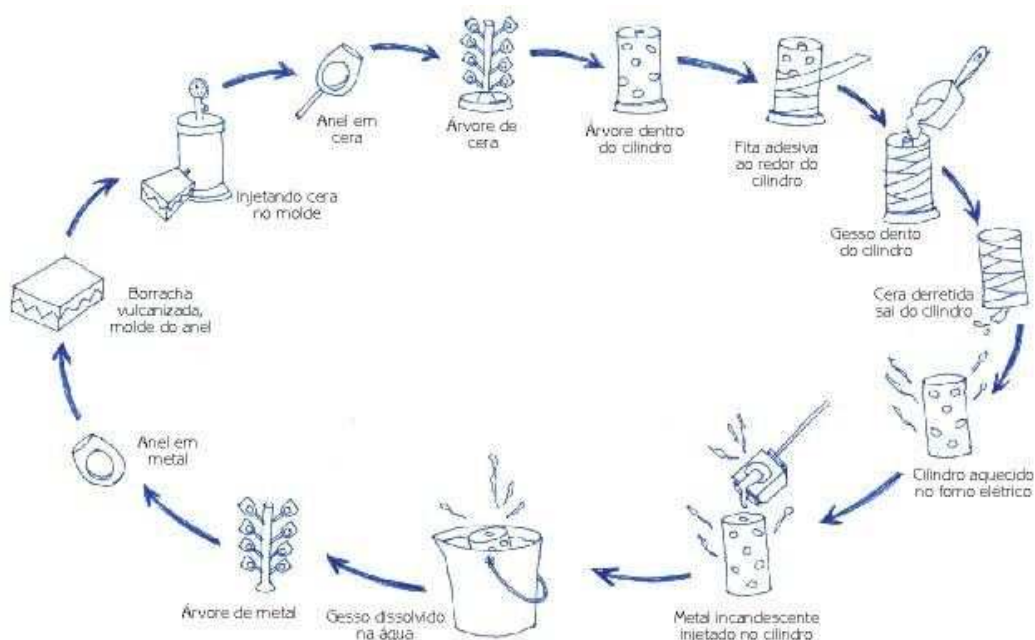 Anel em
cera
Árvore de
cera
Árvore dentro
do cilindro
Fita adesiva
ao redor do
cilindro
Gesso dento
do cilindro
Cera derretida
sai do cilindro
Cilindro aquecido
no forno elétrico
Metal incandescente
injetado no cilindro
Gesso dissolvido
na água
Árvore de metal
Anel em
metal
Borracha
vulcanizada,
molde do anel
Injetando cera
no molde